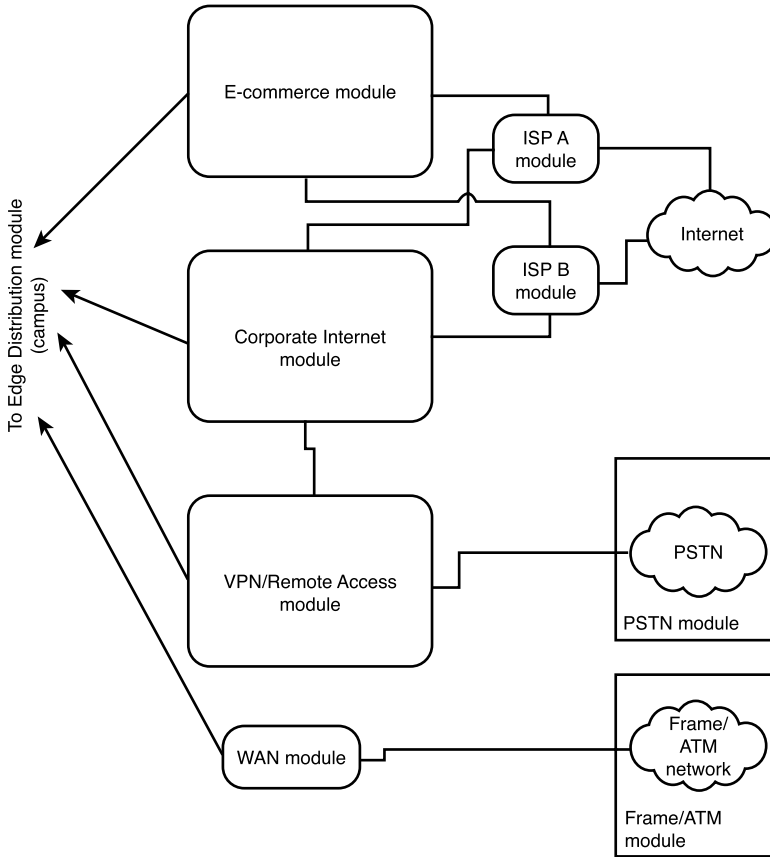 E-commerce module
ISP A
module
Internet
ISP B
module
To Edge Distribution module
(campus)
Corporate Internet
module
PSTN
VPN/Remote Access
module
PSTN module
Frame/
ATM
network
WAN module
Frame/ATM
module